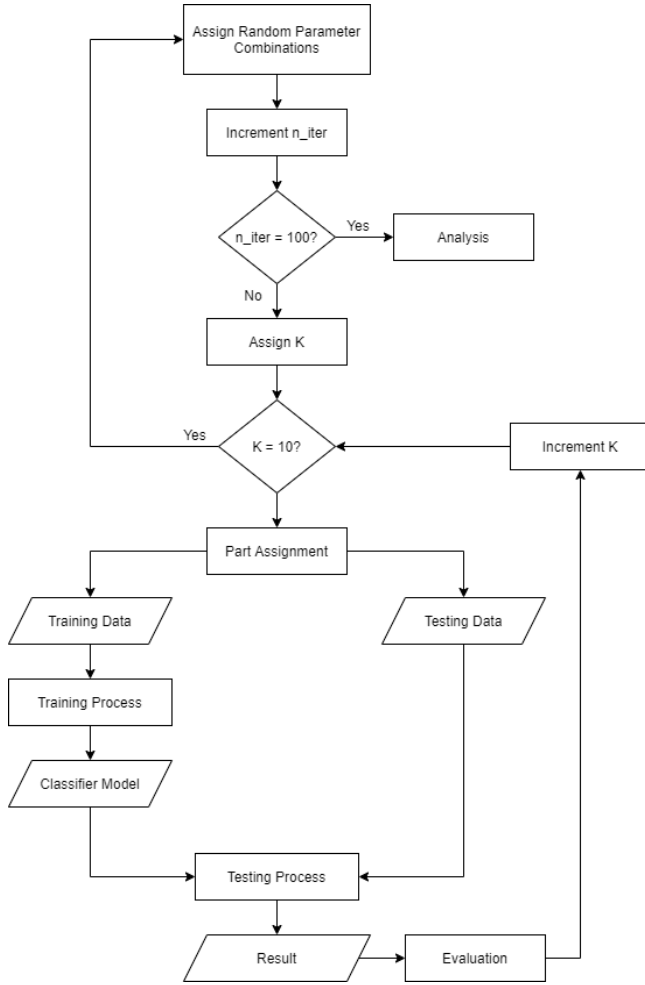 Assign Random Parameter
Combinations
Increment n_iter
n_iter = 100?
Yes
Analysis
No
Assign K
Yes
K = 10?
Increment K
Part Assignment
Training Data
Testing Data
Training Process
Classifier Model
Testing Process
Result
Evaluation